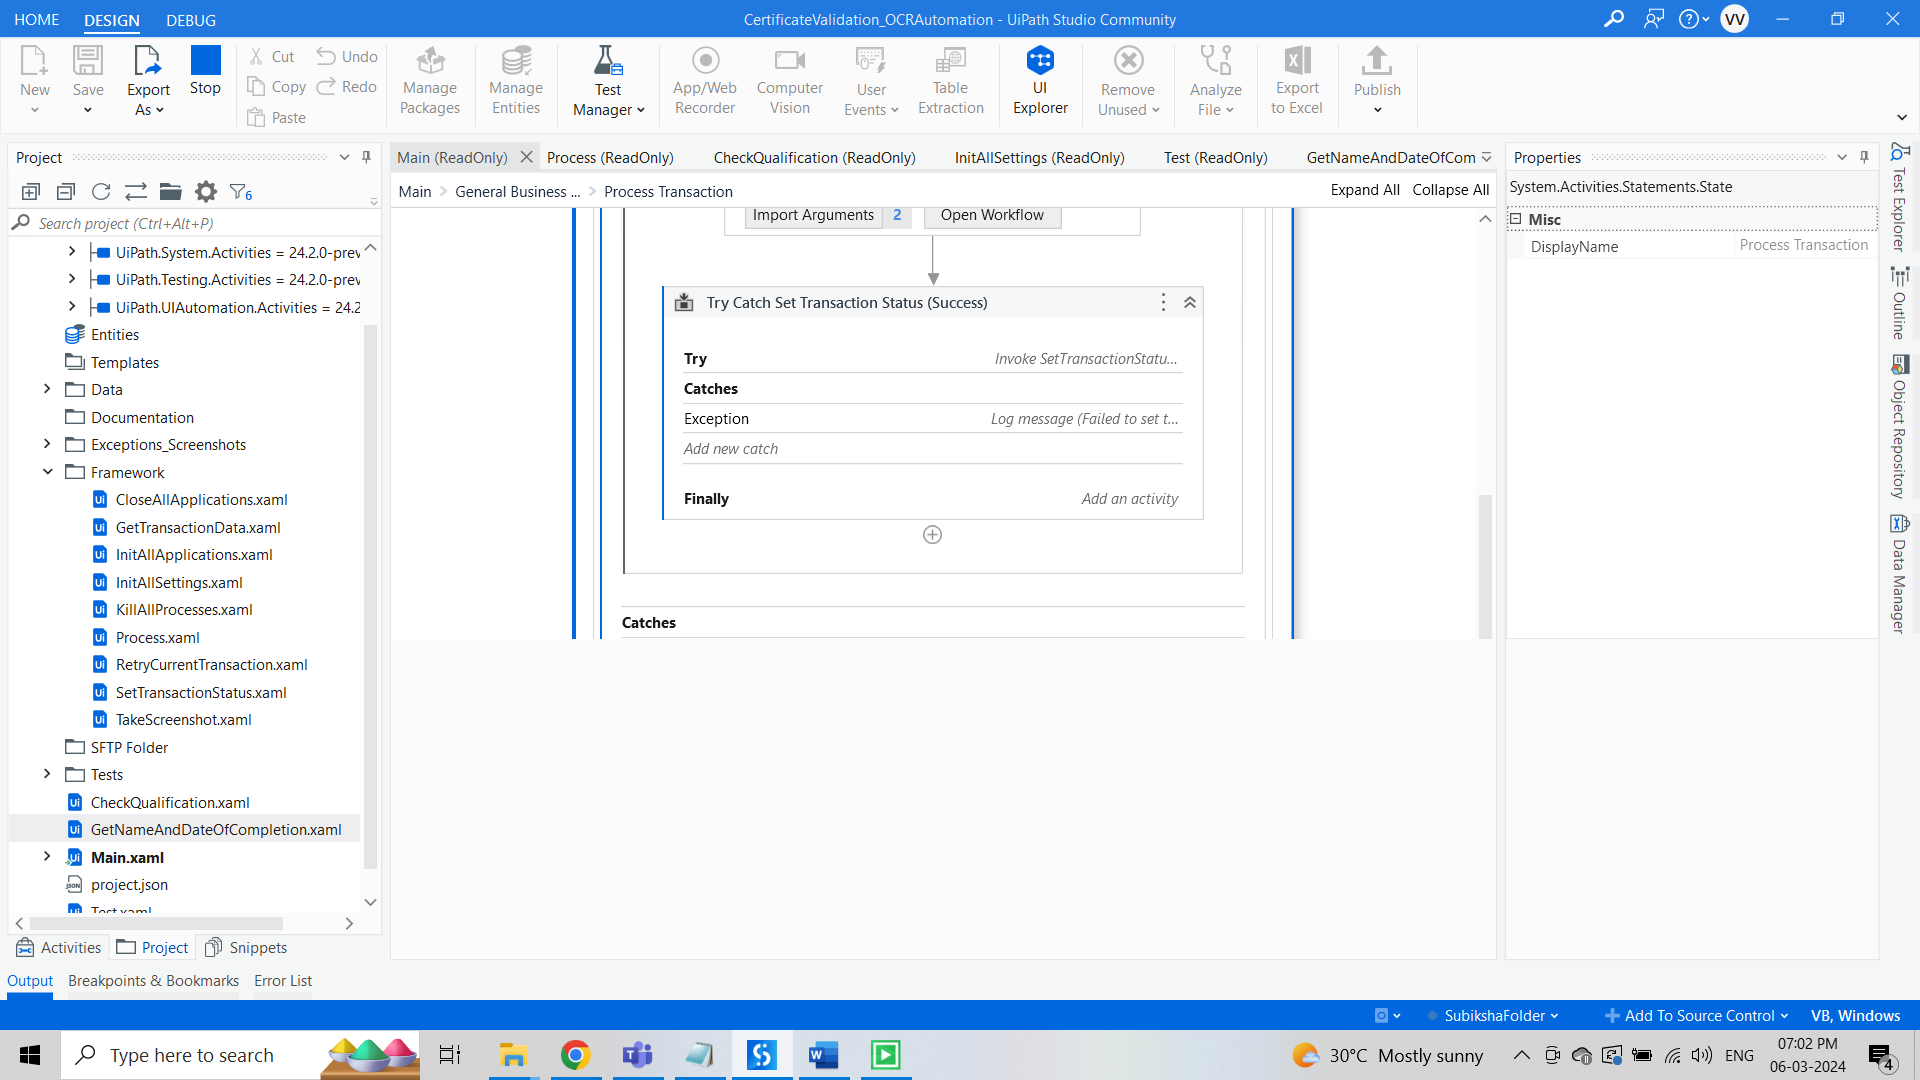 HOME DESIGN DEBUG
CertificateValidation_OCRAutomation - UiPath Studio Community
VV
New
Save
Export As
Stop
Cut
Copy
Paste
Undo
Redo
Manage Packages
Manage Entities
Test Manager
App/Web Recorder
Computer Vision
User Events
Table Extraction
UI Explorer
Remove Unused
Analyze File
Export to Excel
Publish
Project
6
Search project (Ctrl+Alt+P)
UiPath.System.Activities = 24.2.0-prev
UiPath.Testing.Activities = 24.2.0-prev
UiPath.UIAutomation.Activities = 24.2
Entities
Templates
Data
Documentation
Exceptions_Screenshots
Framework
CloseAllApplications.xaml
GetTransactionData.xaml
InitAllApplications.xaml
InitAllSettings.xaml
KillAllProcesses.xaml
Process.xaml
RetryCurrentTransaction.xaml
SetTransactionStatus.xaml
TakeScreenshot.xaml
SFTP Folder
Tests
CheckQualification.xaml
GetNameAndDateOfCompletion.xaml
Main.xaml
project.json
Test.xaml
Activities Project Snippets
Main (ReadOnly) Process (ReadOnly) CheckQualification (ReadOnly) InitAllSettings (ReadOnly) Test (ReadOnly) GetNameAndDateOfCom
Main > General Business ... > Process Transaction
Expand All Collapse All
Import Arguments 2 Open Workflow
Try Catch Set Transaction Status (Success)
Try Invoke SetTransactionStatu...
Catches
Exception Log message (Failed to set t...
Add new catch
Finally Add an activity
Catches
Properties
System.Activities.Statements.State
Misc
DisplayName Process Transaction
Test Explorer
Outline
Object Repository
Data Manager
Output Breakpoints & Bookmarks Error List
SubikshaFolder Add To Source Control VB, Windows
Type here to search
30°C Mostly sunny
ENG
07:02 PM
06-03-2024
4